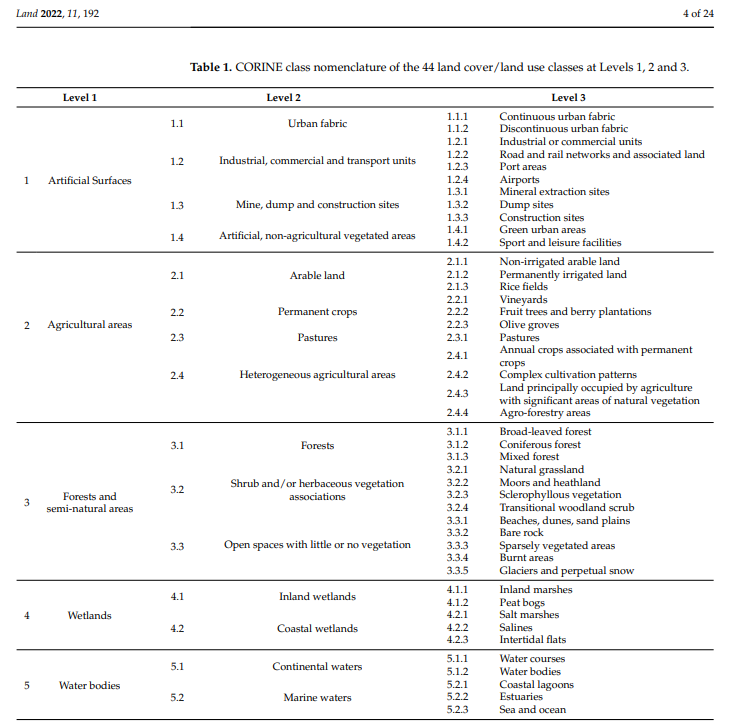 Land 2022, 11, 192 4 of 24
Table 1. CORINE class nomenclature of the 44 land cover/land use classes at Levels 1, 2 and 3.
Level 1 Level 2 Level 3
1 Artificial Surfaces
1.1 Urban fabric
1.1.1 Continuous urban fabric
1.1.2 Discontinuous urban fabric
1.2 Industrial, commercial and transport units
1.2.1 Industrial or commercial units
1.2.2 Road and rail networks and associated land
1.2.3 Port areas
1.2.4 Airports
1.3 Mine, dump and construction sites
1.3.1 Mineral extraction sites
1.3.2 Dump sites
1.3.3 Construction sites
1.4 Artificial, non-agricultural vegetated areas
1.4.1 Green urban areas
1.4.2 Sport and leisure facilities
2 Agricultural areas
2.1 Arable land
2.1.1 Non-irrigated arable land
2.1.2 Permanently irrigated land
2.1.3 Rice fields
2.2 Permanent crops
2.2.1 Vineyards
2.2.2 Fruit trees and berry plantations
2.2.3 Olive groves
2.3 Pastures
2.3.1 Pastures
2.4 Heterogeneous agricultural areas
2.4.1 Annual crops associated with permanent
crops
2.4.2 Complex cultivation patterns
2.4.3 Land principally occupied by agriculture
with significant areas of natural vegetation
2.4.4 Agro-forestry areas
3 Forests and
semi-natural areas
3.1 Forests
3.1.1 Broad-leaved forest
3.1.2 Coniferous forest
3.1.3 Mixed forest
3.2 Shrub and/or herbaceous vegetation
associations
3.2.1 Natural grassland
3.2.2 Moors and heathland
3.2.3 Sclerophyllous vegetation
3.2.4 Transitional woodland scrub
3.3 Open spaces with little or no vegetation
3.3.1 Beaches, dunes, sand plains
3.3.2 Bare rock
3.3.3 Sparsely vegetated areas
3.3.4 Burnt areas
3.3.5 Glaciers and perpetual snow
4 Wetlands
4.1 Inland wetlands
4.1.1 Inland marshes
4.1.2 Peat bogs
4.2 Coastal wetlands
4.2.1 Salt marshes
4.2.2 Salines
4.2.3 Intertidal flats
5 Water bodies
5.1 Continental waters
5.1.1 Water courses
5.1.2 Water bodies
5.2 Marine waters
5.2.1 Coastal lagoons
5.2.2 Estuaries
5.2.3 Sea and ocean